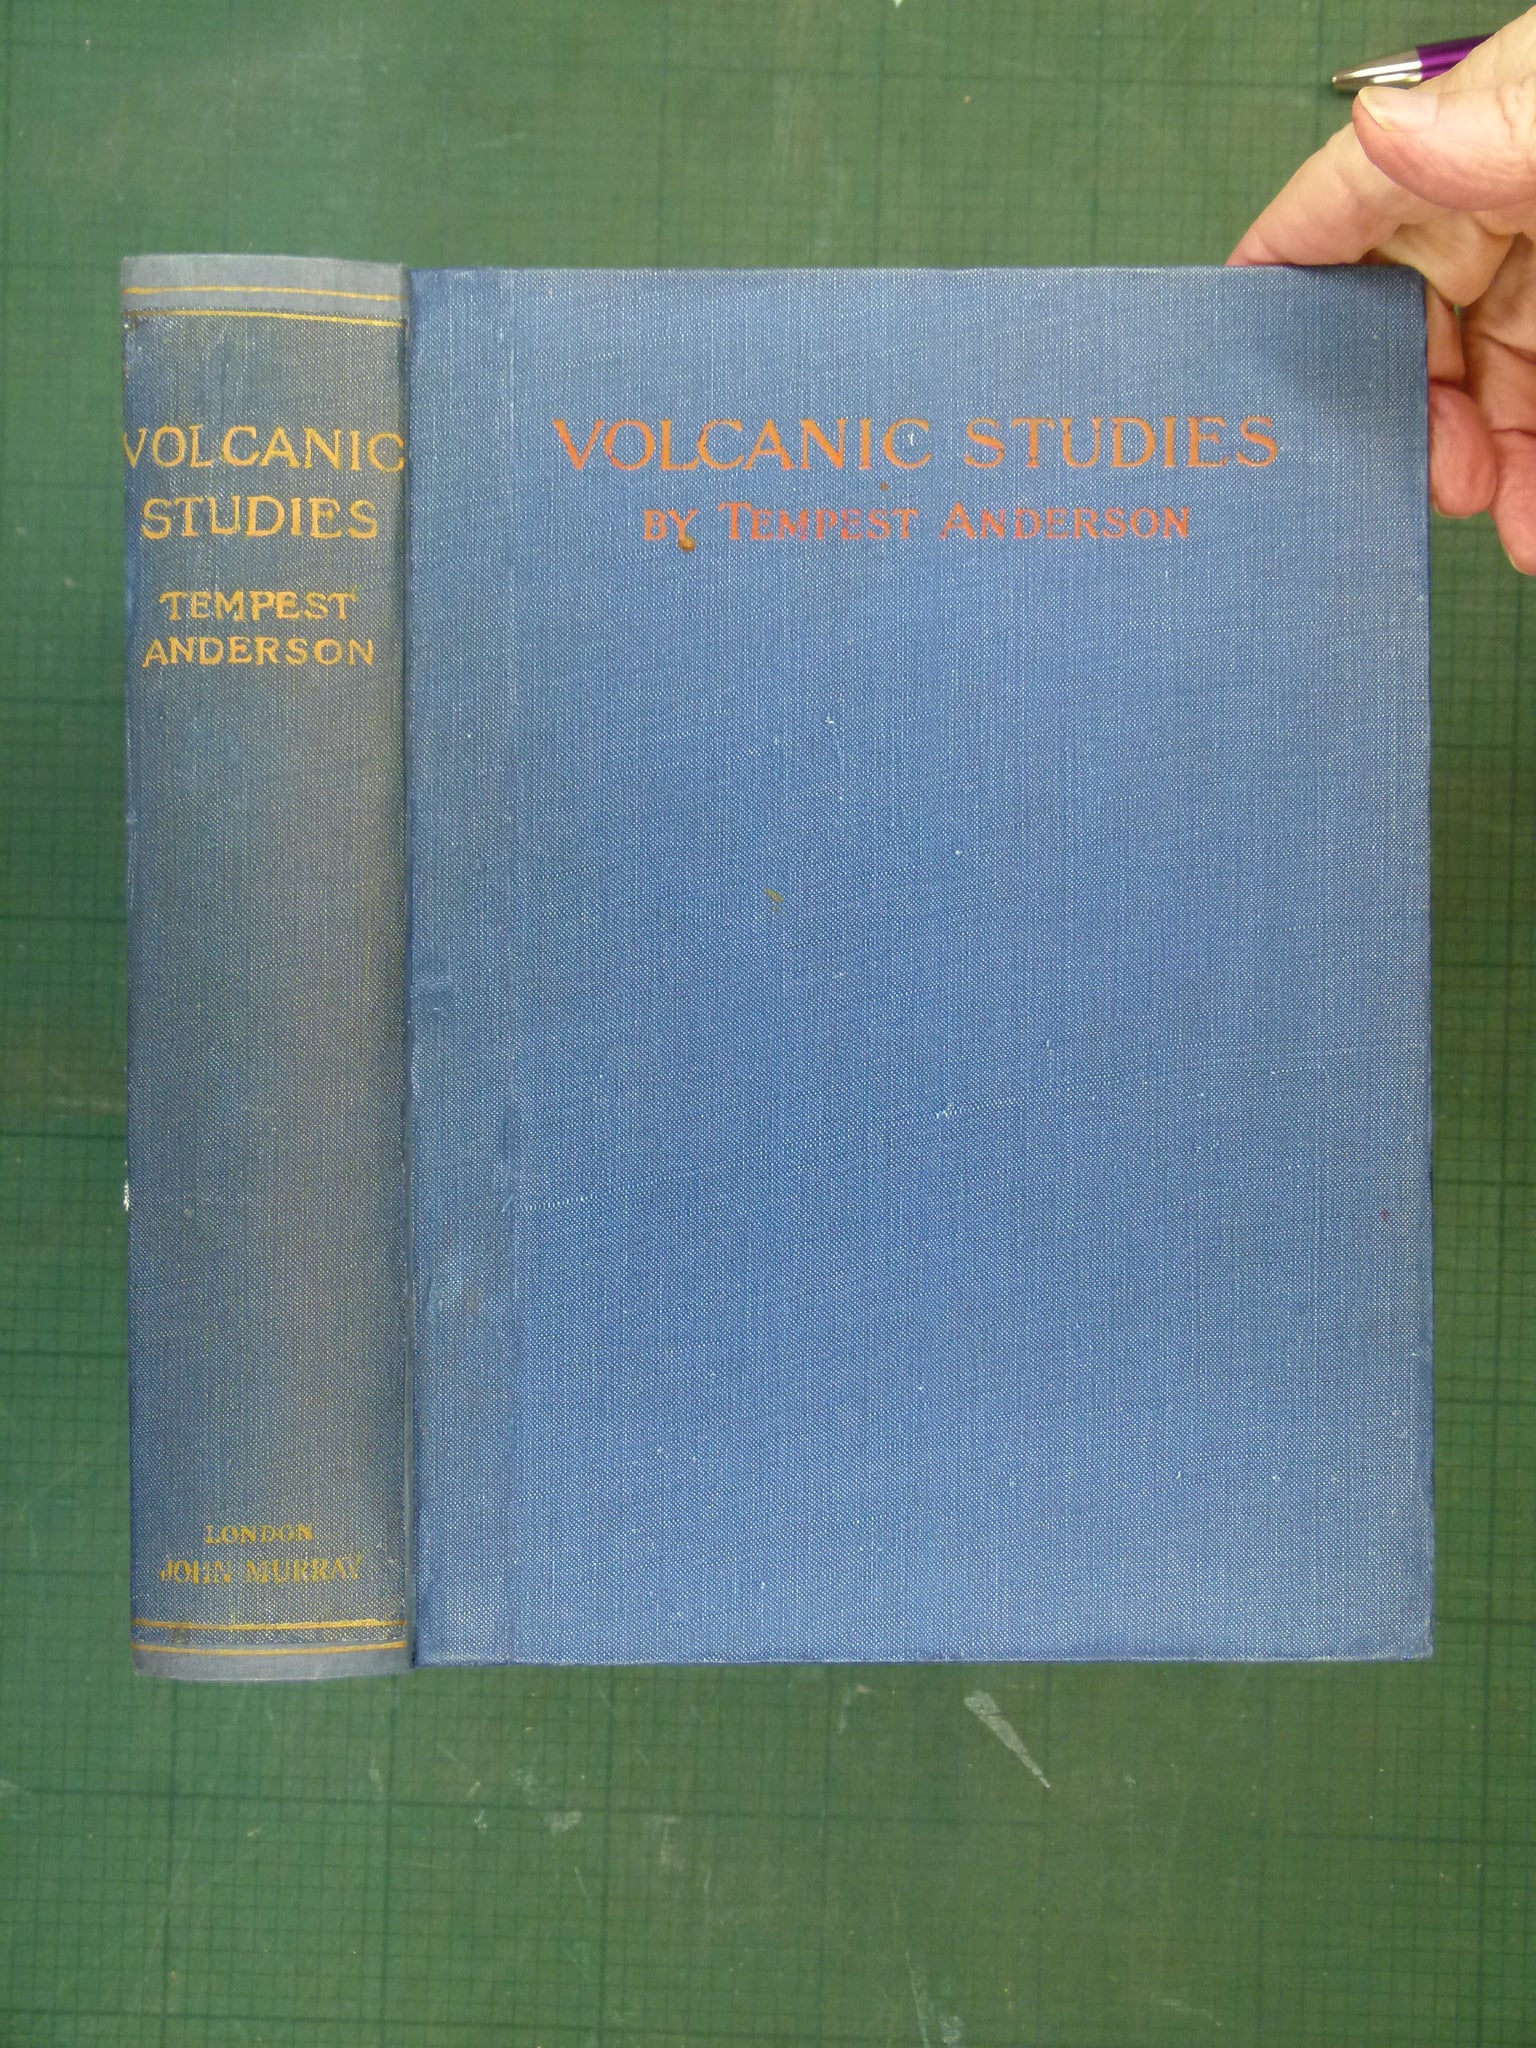 VOLCANIC
STUDIES
TEMPEST
ANDERSON
LONDON
JOHN MURRAY
VOLCANIC STUDIES
BY TEMPEST ANDERSON